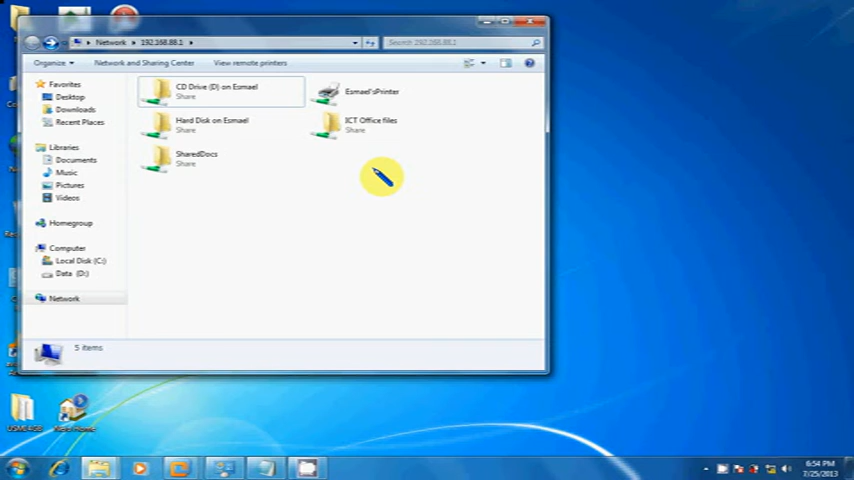 Network ▸ 192.168.88.1 ▸
Search 192.168.88.1
Organize
Network and Sharing Center
View remote printers
Favorites
Desktop
Downloads
Recent Places
Libraries
Documents
Music
Pictures
Videos
Homegroup
Computer
Local Disk (C:)
Data (D:)
Network
CD Drive (D) on Esmael
Share
Esmael'sPrinter
Hard Disk on Esmael
Share
ICT Office files
Share
SharedDocs
Share
5 items
6:54 PM
7/25/2013